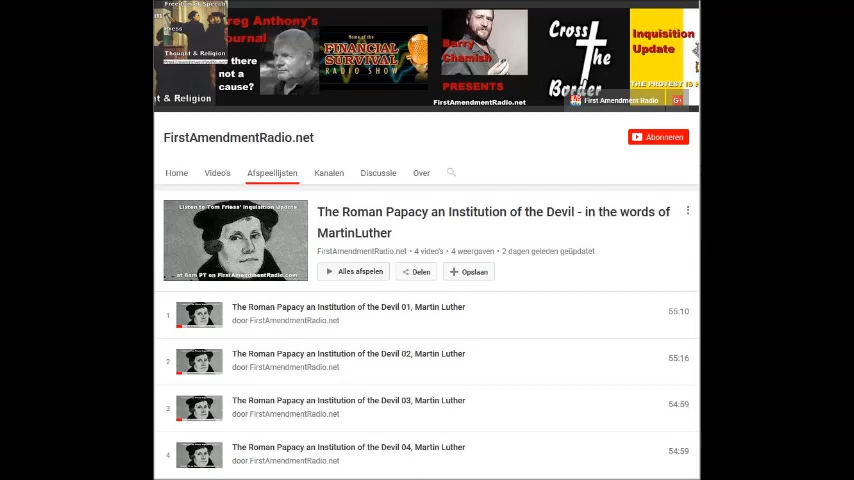 Freedom of Speech
Press
Thought & Religion
t & Religion
reg Anthony's
ournal
there
not a
cause?
Home of the
FINANCIAL
SURVIVAL
RADIO SHOW
Barry
Chamish
PRESENTS
FirstAmendmentRadio.net
Cross
The
Border
Inquisition
Update
THE PROTEST IS
First Amendment Radio
G+
FirstAmendmentRadio.net
Abonneren
Home Video's Afspeellijsten Kanalen Discussie Over
Listen to Tom Friess' Inquisition Update
at 6am PT on FirstAmendmentRadio.com
The Roman Papacy an Institution of the Devil - in the words of
MartinLuther
FirstAmendmentRadio.net • 4 video's • 4 weergaven • 2 dagen geleden geüpdatet
Alles afspelen Delen Opslaan
1 The Roman Papacy an Institution of the Devil 01, Martin Luther 55:10
door FirstAmendmentRadio.net
2 The Roman Papacy an Institution of the Devil 02, Martin Luther 55:16
door FirstAmendmentRadio.net
3 The Roman Papacy an Institution of the Devil 03, Martin Luther 54:59
door FirstAmendmentRadio.net
4 The Roman Papacy an Institution of the Devil 04, Martin Luther 54:59
door FirstAmendmentRadio.net